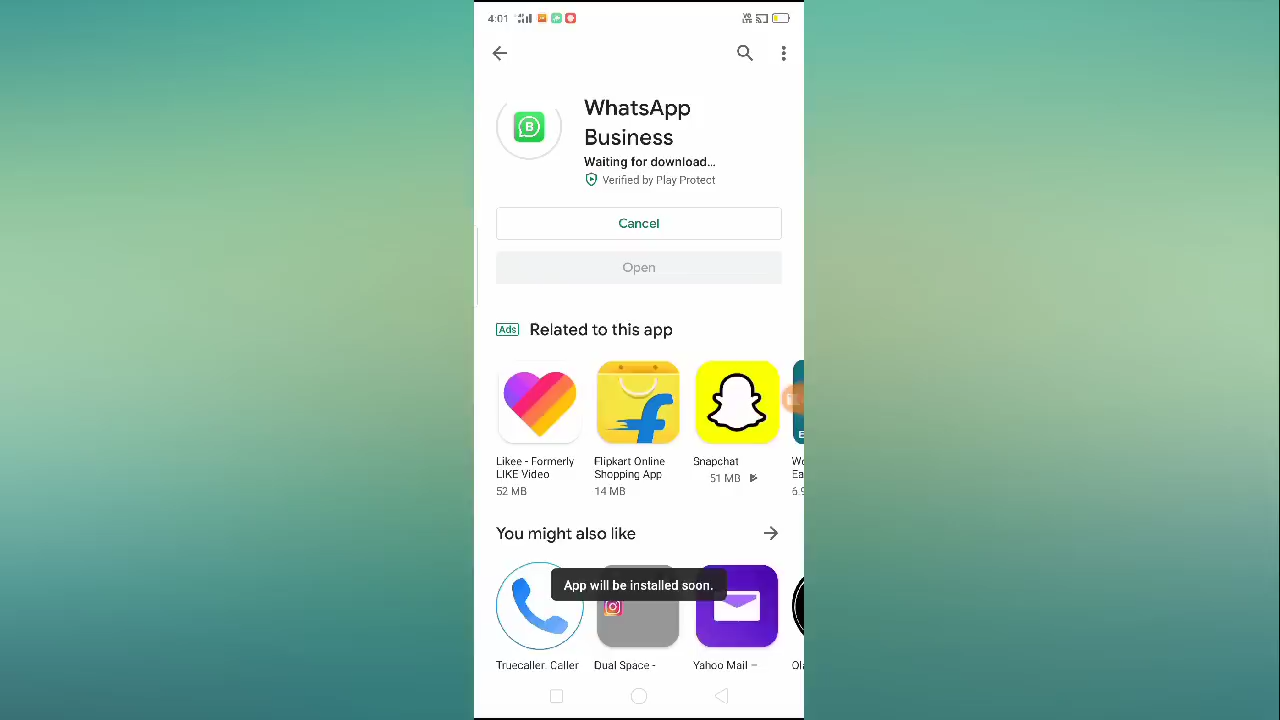 4:01
WhatsApp
Business
Waiting for download...
Verified by Play Protect
Cancel
Open
Ads Related to this app
Likee - Formerly
LIKE Video
52 MB
Flipkart Online
Shopping App
14 MB
Snapchat
51 MB
You might also like
App will be installed soon.
Truecaller. Caller
Dual Space -
Yahoo Mail –